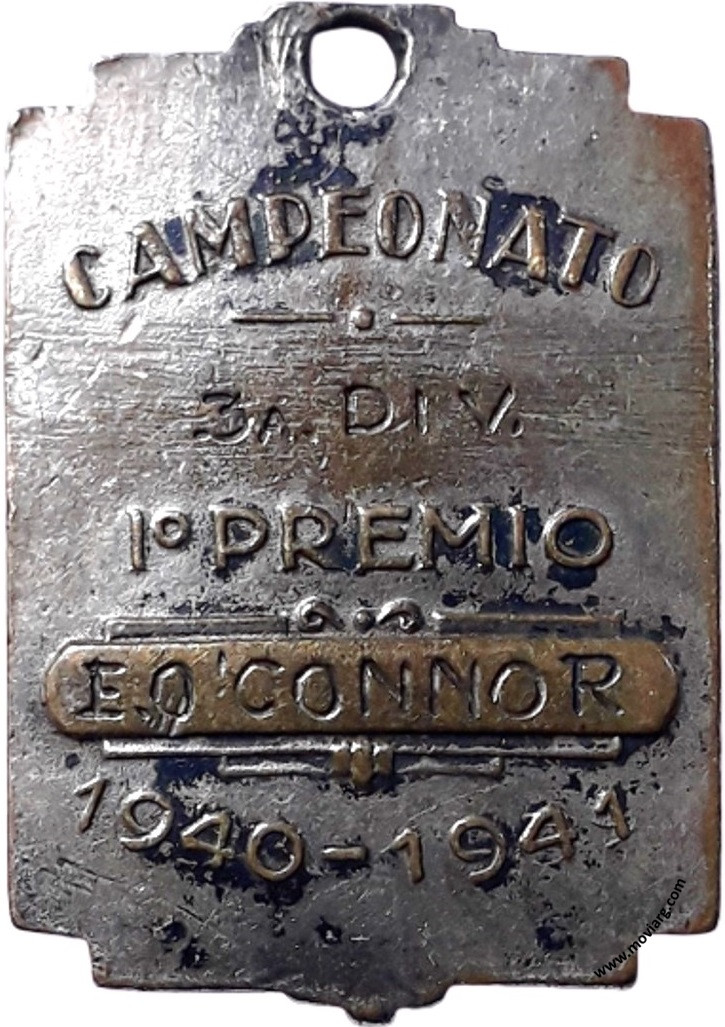 CAMPEONATO
3A. DIV.
1º PREMIO
E. O'CONNOR
1940-1941
www.moviarg.com